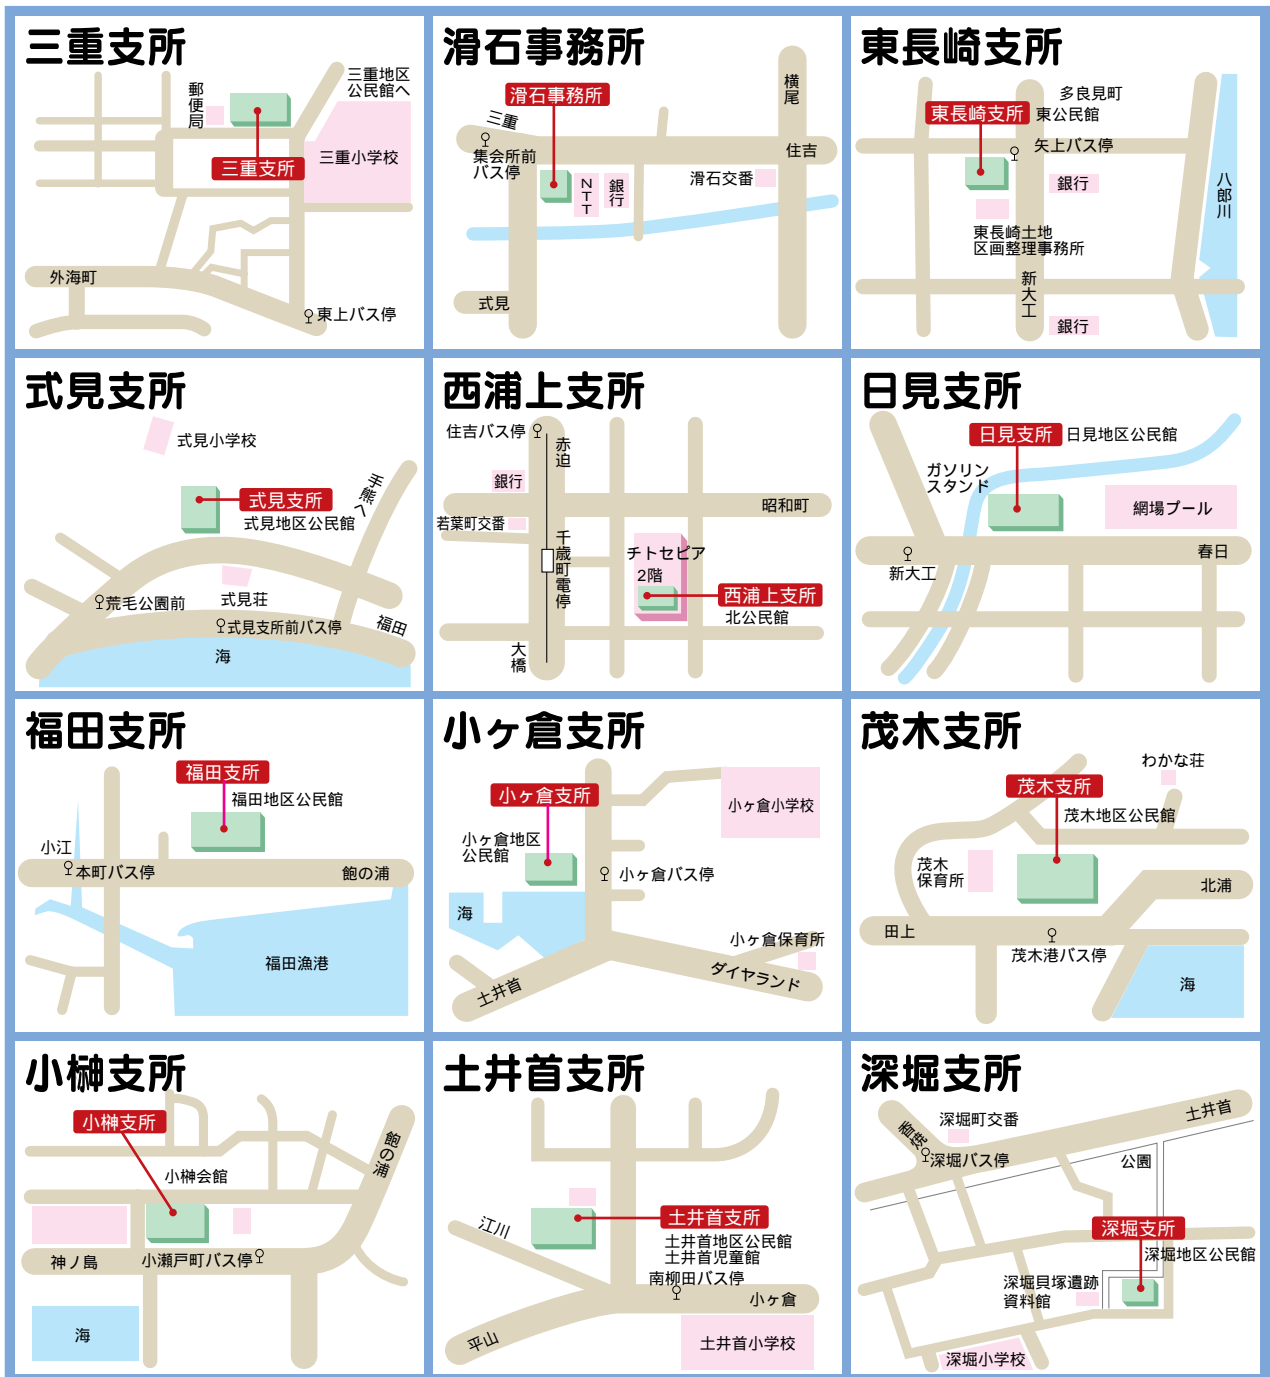 三重支所
三重地区
公民館へ
郵便局
三重小学校
三重支所
外海町
東上バス停
滑石事務所
横尾
滑石事務所
三重
住吉
集会所前
バス停
NTT
銀行
滑石交番
式見
東長崎支所
多良見町
東長崎支所
東公民館
矢上バス停
銀行
八郎川
東長崎土地
区画整理事務所
新大工
銀行
式見支所
式見小学校
手熊へ
式見支所
式見地区公民館
荒毛公園前
式見荘
式見支所前バス停
福田
海
西浦上支所
住吉バス停
赤迫
銀行
昭和町
若葉町交番
千歳町電停
チトセピア
2階
西浦上支所
北公民館
大橋
日見支所
日見支所
日見地区公民館
ガソリン
スタンド
網場プール
春日
新大工
福田支所
福田支所
福田地区公民館
小江
本町バス停
飽の浦
福田漁港
小ヶ倉支所
小ヶ倉支所
小ヶ倉小学校
小ヶ倉地区
公民館
小ヶ倉バス停
海
小ヶ倉保育所
ダイヤランド
土井首
茂木支所
わかな荘
茂木支所
茂木地区公民館
茂木
保育所
北浦
田上
茂木港バス停
海
小榊支所
小榊支所
飽の浦
小榊会館
神ノ島
小瀬戸町バス停
海
土井首支所
江川
土井首支所
土井首地区公民館
土井首児童館
南柳田バス停
小ヶ倉
平山
土井首小学校
深堀支所
香焼
深堀町交番
土井首
深堀バス停
公園
深堀支所
深堀地区公民館
深堀貝塚遺跡
資料館
深堀小学校